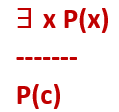 ∃ x P(x)
-------
P(c)